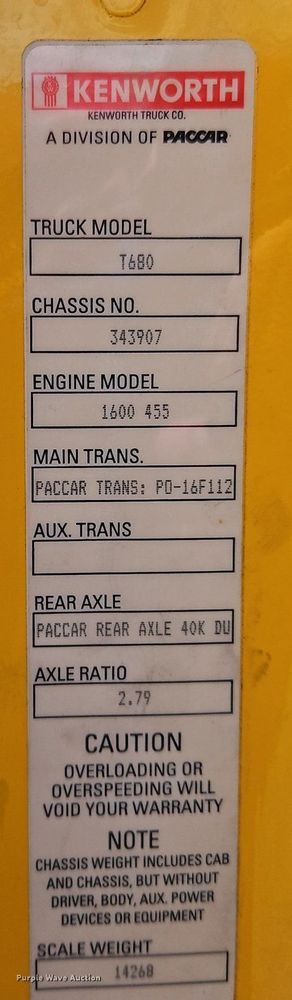 KENWORTH
KENWORTH TRUCK CO.
A DIVISION OF PACCAR
TRUCK MODEL
T680
CHASSIS NO.
343907
ENGINE MODEL
1600 455
MAIN TRANS.
PACCAR TRANS: PO-16F112
AUX. TRANS
REAR AXLE
PACCAR REAR AXLE 40K DU
AXLE RATIO
2.79
CAUTION
OVERLOADING OR
OVERSPEEDING WILL
VOID YOUR WARRANTY
NOTE
CHASSIS WEIGHT INCLUDES CAB
AND CHASSIS, BUT WITHOUT
DRIVER, BODY, AUX. POWER
DEVICES OR EQUIPMENT
SCALE WEIGHT
14268
Purple Wave Auction